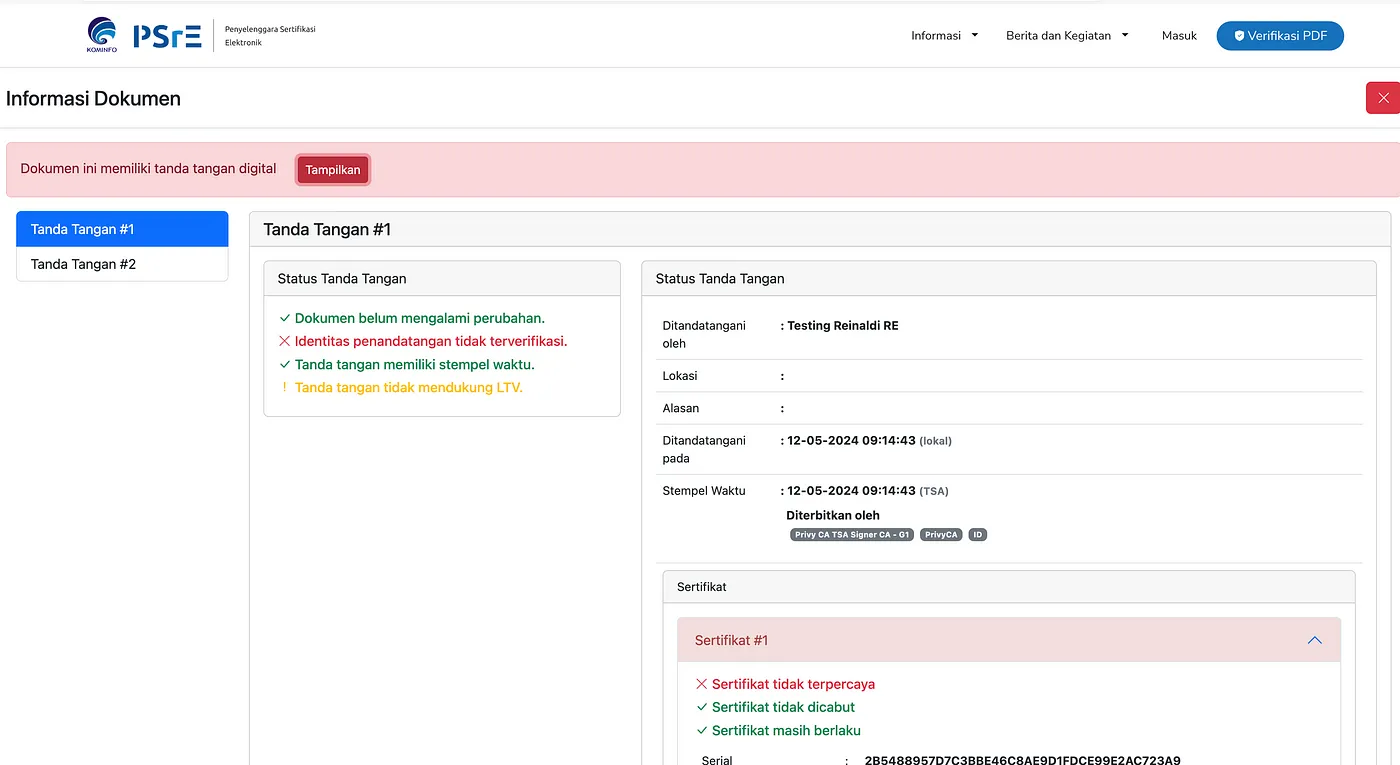 KOMINFO
PSrE
Penyelenggara Sertifikasi
Elektronik
Informasi
Berita dan Kegiatan
Masuk
Verifikasi PDF
Informasi Dokumen
Dokumen ini memiliki tanda tangan digital
Tampilkan
Tanda Tangan #1
Tanda Tangan #2
Tanda Tangan #1
Status Tanda Tangan
Dokumen belum mengalami perubahan.
Identitas penandatangan tidak terverifikasi.
Tanda tangan memiliki stempel waktu.
! Tanda tangan tidak mendukung LTV.
Status Tanda Tangan
Ditandatangani oleh : Testing Reinaldi RE
Lokasi :
Alasan :
Ditandatangani pada : 12-05-2024 09:14:43 (lokal)
Stempel Waktu : 12-05-2024 09:14:43 (TSA)
Diterbitkan oleh
Privy CA TSA Signer CA - G1 PrivyCA ID
Sertifikat
Sertifikat #1
Sertifikat tidak terpercaya
Sertifikat tidak dicabut
Sertifikat masih berlaku
Serial : 2B5488957D7C3BBE46C8AE9D1FDCE99E2AC723A9